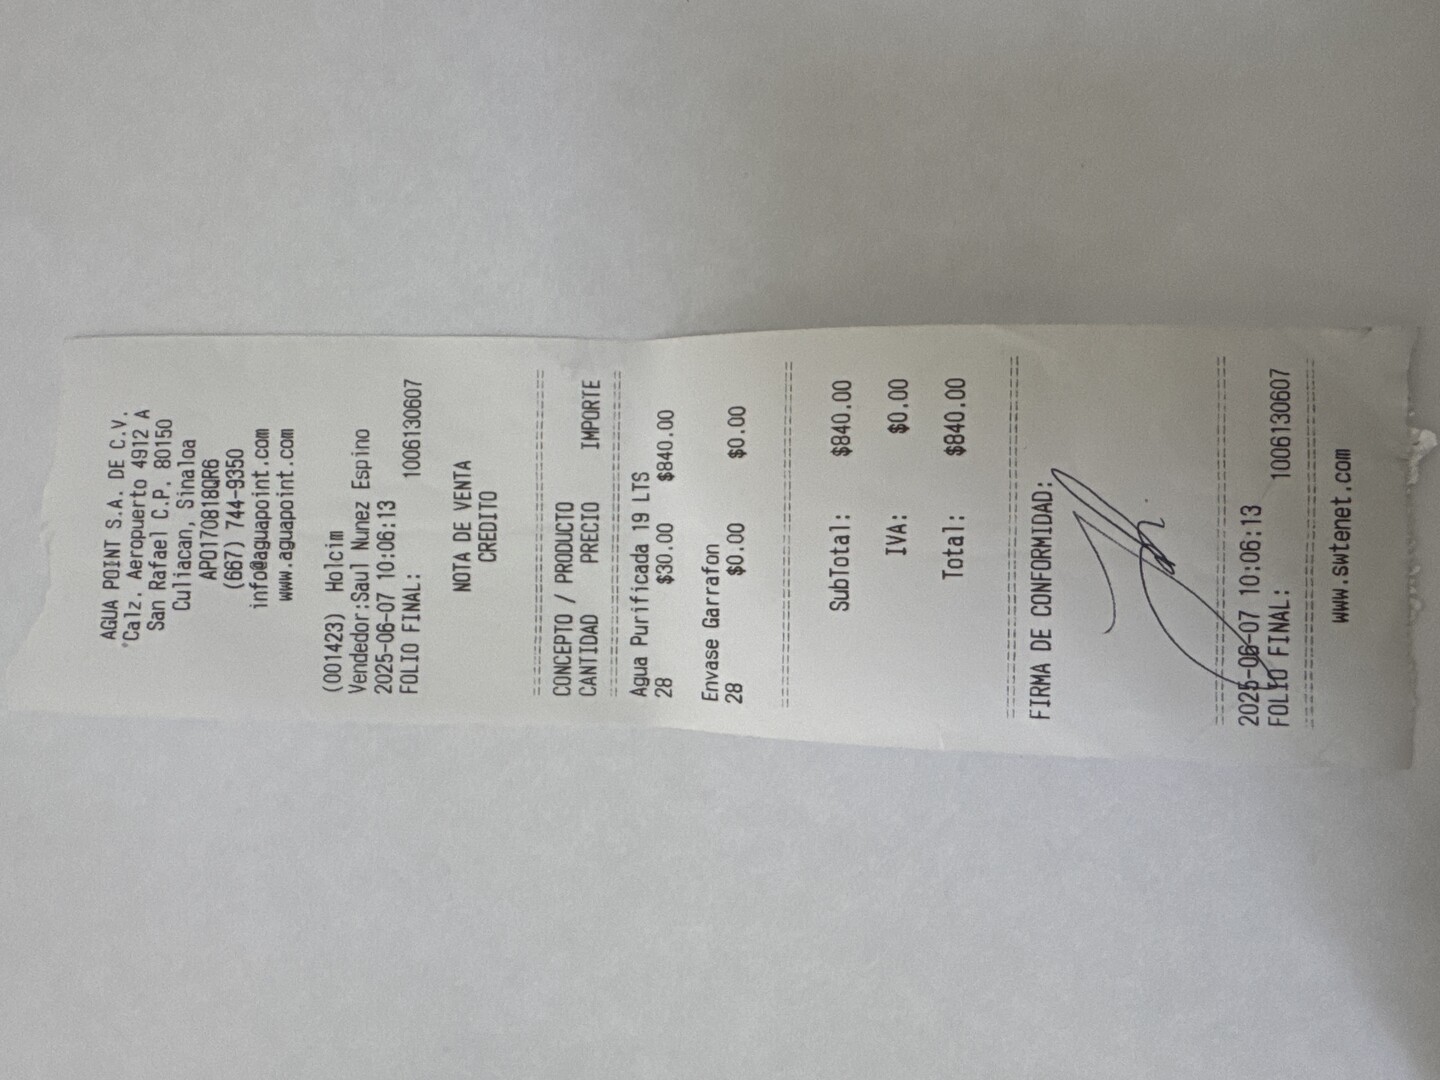 AGUA POINT S.A. DE C.V.
Calz. Aeropuerto 4912 A
San Rafael C.P. 80150
Culiacan, Sinaloa
APO170818QR6
(667) 744-9350
info@aguapoint.com
www.aguapoint.com
(001423) Holcim
Vendedor:Saul Nunez Espino
2025-06-07 10:06:13
FOLIO FINAL: 1006130607
NOTA DE VENTA
CREDITO
CONCEPTO / PRODUCTO
CANTIDAD PRECIO IMPORTE
Agua Purificada 19 LTS
28 $30.00 $840.00
Envase Garrafon
28 $0.00 $0.00
SubTotal: $840.00
IVA: $0.00
Total: $840.00
FIRMA DE CONFORMIDAD:
2025-06-07 10:06:13
FOLIO FINAL: 1006130607
www.swtenet.com